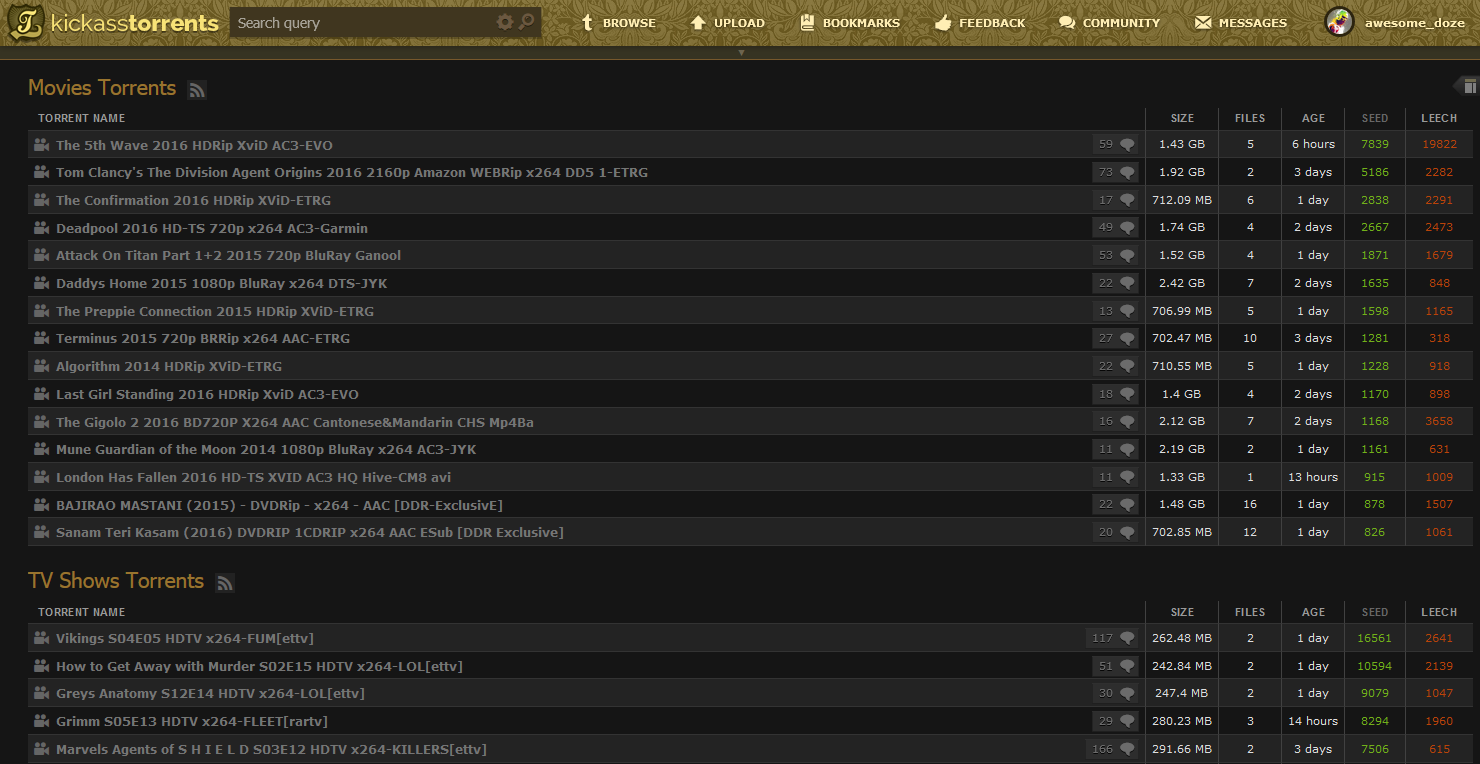 kickasstorrents Search query BROWSE UPLOAD BOOKMARKS FEEDBACK COMMUNITY MESSAGES awesome_doze
Movies Torrents
TORRENT NAME SIZE FILES AGE SEED LEECH
The 5th Wave 2016 HDRip XviD AC3-EVO 59 1.43 GB 5 6 hours 7839 19822
Tom Clancy's The Division Agent Origins 2016 2160p Amazon WEBRip x264 DD5 1-ETRG 73 1.92 GB 2 3 days 5186 2282
The Confirmation 2016 HDRip XViD-ETRG 17 712.09 MB 6 1 day 2838 2291
Deadpool 2016 HD-TS 720p x264 AC3-Garmin 49 1.74 GB 4 2 days 2667 2473
Attack On Titan Part 1+2 2015 720p BluRay Ganool 53 1.52 GB 4 1 day 1871 1679
Daddys Home 2015 1080p BluRay x264 DTS-JYK 22 2.42 GB 7 2 days 1635 848
The Preppie Connection 2015 HDRip XViD-ETRG 13 706.99 MB 5 1 day 1598 1165
Terminus 2015 720p BRRip x264 AAC-ETRG 27 702.47 MB 10 3 days 1281 318
Algorithm 2014 HDRip XViD-ETRG 22 710.55 MB 5 1 day 1228 918
Last Girl Standing 2016 HDRip XviD AC3-EVO 18 1.4 GB 4 2 days 1170 898
The Gigolo 2 2016 BD720P X264 AAC Cantonese&Mandarin CHS Mp4Ba 16 2.12 GB 7 2 days 1168 3658
Mune Guardian of the Moon 2014 1080p BluRay x264 AC3-JYK 11 2.19 GB 2 1 day 1161 631
London Has Fallen 2016 HD-TS XVID AC3 HQ Hive-CM8 avi 11 1.33 GB 1 13 hours 915 1009
BAJIRAO MASTANI (2015) - DVDRip - x264 - AAC [DDR-ExclusivE] 22 1.48 GB 16 1 day 878 1507
Sanam Teri Kasam (2016) DVDRIP 1CDRIP x264 AAC ESub [DDR Exclusive] 20 702.85 MB 12 1 day 826 1061
TV Shows Torrents
TORRENT NAME SIZE FILES AGE SEED LEECH
Vikings S04E05 HDTV x264-FUM[ettv] 117 262.48 MB 2 1 day 16561 2641
How to Get Away with Murder S02E15 HDTV x264-LOL[ettv] 51 242.84 MB 2 1 day 10594 2139
Greys Anatomy S12E14 HDTV x264-LOL[ettv] 30 247.4 MB 2 1 day 9079 1047
Grimm S05E13 HDTV x264-FLEET[rartv] 29 280.23 MB 3 14 hours 8294 1960
Marvels Agents of S H I E L D S03E12 HDTV x264-KILLERS[ettv] 166 291.66 MB 2 3 days 7506 615